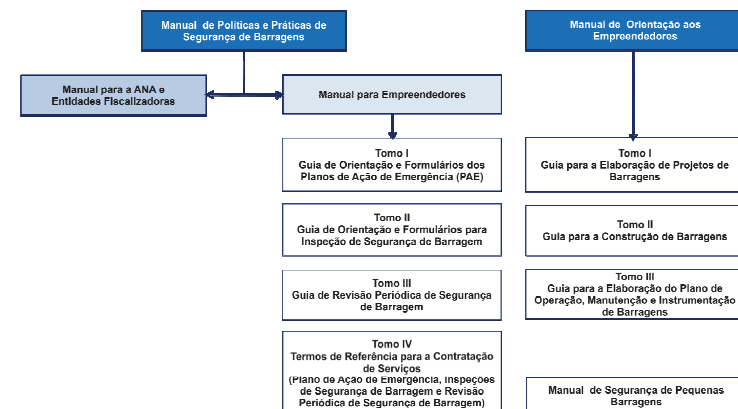 Manual de Políticas e Práticas de
Segurança de Barragens
Manual de Orientação aos
Empreendedores
Manual para a ANA e
Entidades Fiscalizadoras
Manual para Empreendedores
Tomo I
Guia de Orientação e Formulários dos
Planos de Ação de Emergência (PAE)
Tomo I
Guia para a Elaboração de Projetos de
Barragens
Tomo II
Guia de Orientação e Formulários para
Inspeção de Segurança de Barragem
Tomo II
Guia para a Construção de Barragens
Tomo III
Guia de Revisão Periódica de Segurança
de Barragem
Tomo III
Guia para a Elaboração do Plano de
Operação, Manutenção e Instrumentação
de Barragens
Tomo IV
Termos de Referência para a Contratação
de Serviços
(Plano de Ação de Emergência, Inspeções
de Segurança de Barragem e Revisão
Periódica de Segurança de Barragem)
Manual de Segurança de Pequenas
Barragens